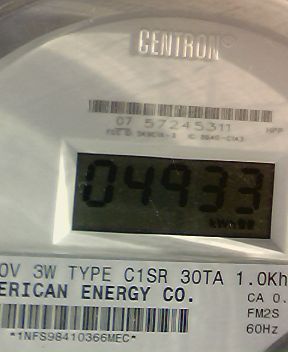 CENTRON®
07 57245311
HPP
04933
0V 3W TYPE C1SR 30TA 1.0Kh
ERICAN ENERGY CO.
CA 0.
FM2S
60Hz
*1NFS98410366MEC*